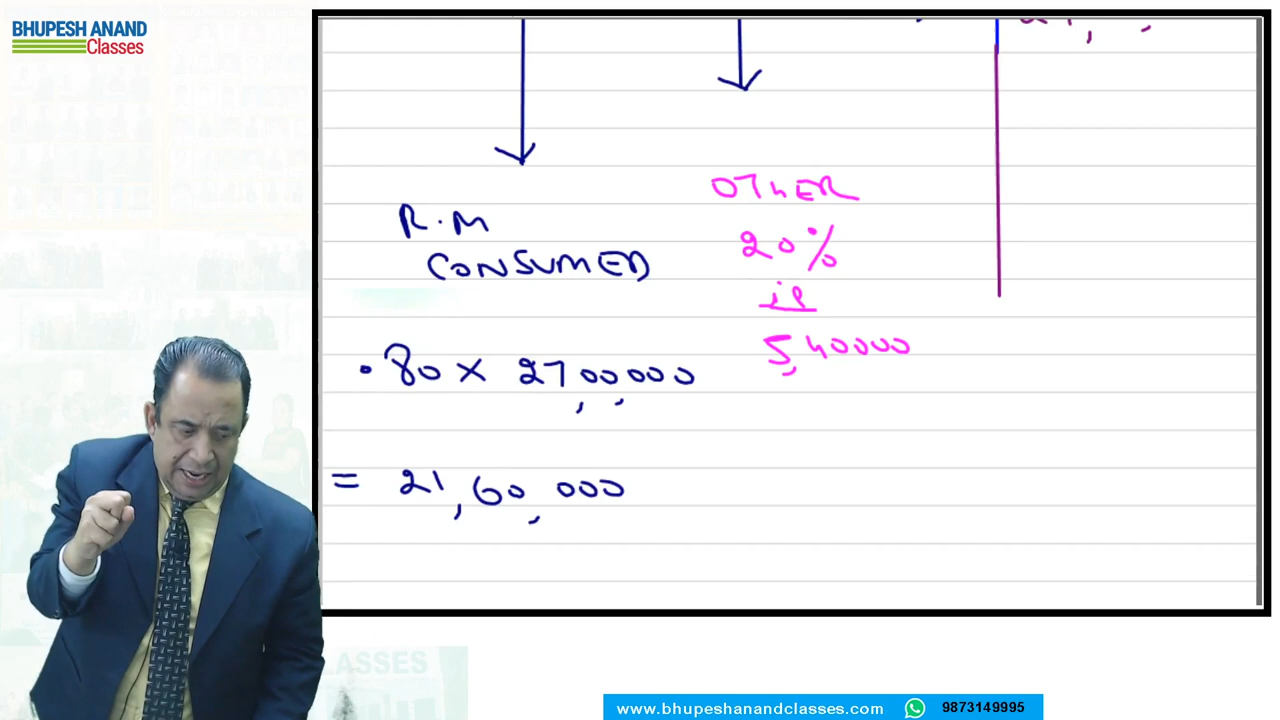 BHUPESH ANAND
Classes
R.M
CONSUMED
OTHER
20%
ie
5,40000
.80 × 27,00,000
= 21,60,000
www.bhupeshanandclasses.com
9873149995